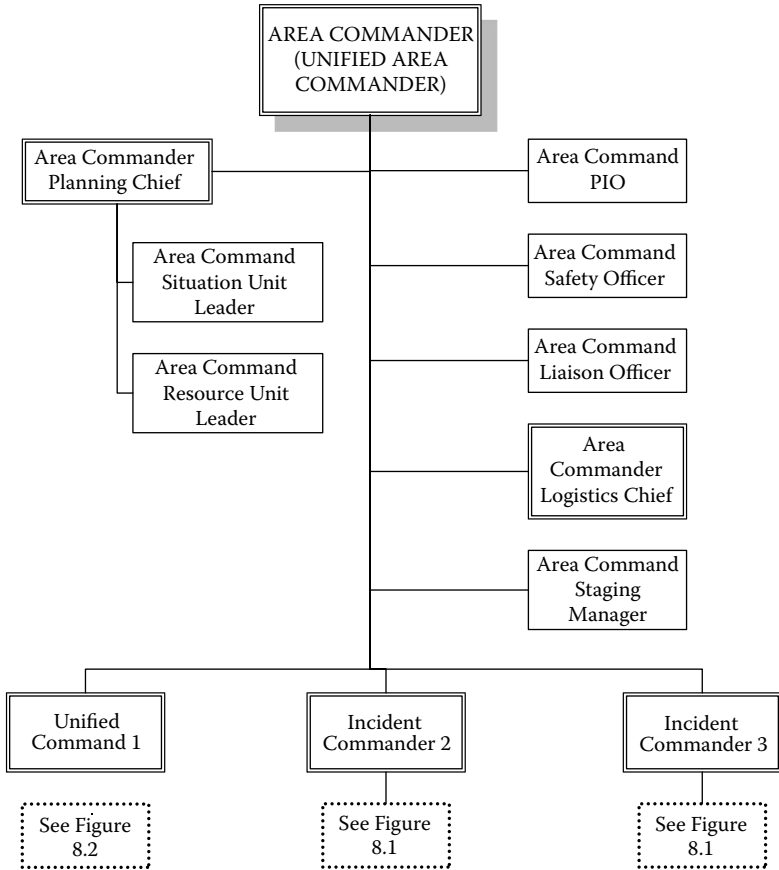 AREA COMMANDER
(UNIFIED AREA
COMMANDER)
Area Commander
Planning Chief
Area Command
PIO
Area Command
Situation Unit
Leader
Area Command
Safety Officer
Area Command
Resource Unit
Leader
Area Command
Liaison Officer
Area
Commander
Logistics Chief
Area Command
Staging
Manager
Unified
Command 1
Incident
Commander 2
Incident
Commander 3
See Figure
8.2
See Figure
8.1
See Figure
8.1